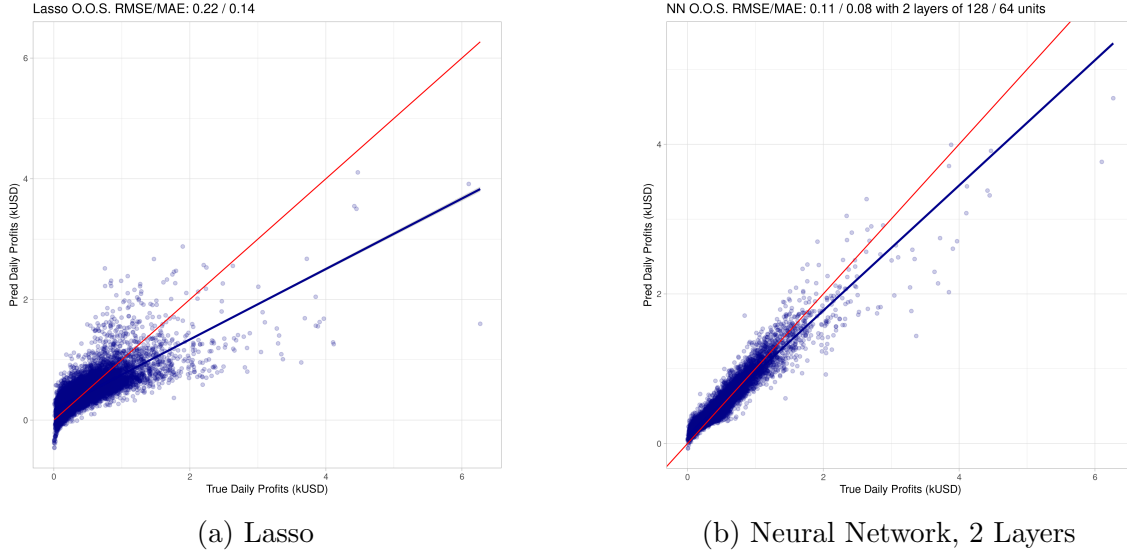 Lasso O.O.S. RMSE/MAE: 0.22 / 0.14
6
4
2
0
Pred Daily Profits (kUSD)
0 2 4 6
True Daily Profits (kUSD)
(a) Lasso
NN O.O.S. RMSE/MAE: 0.11 / 0.08 with 2 layers of 128 / 64 units
4
2
0
Pred Daily Profits (kUSD)
0 2 4 6
True Daily Profits (kUSD)
(b) Neural Network, 2 Layers